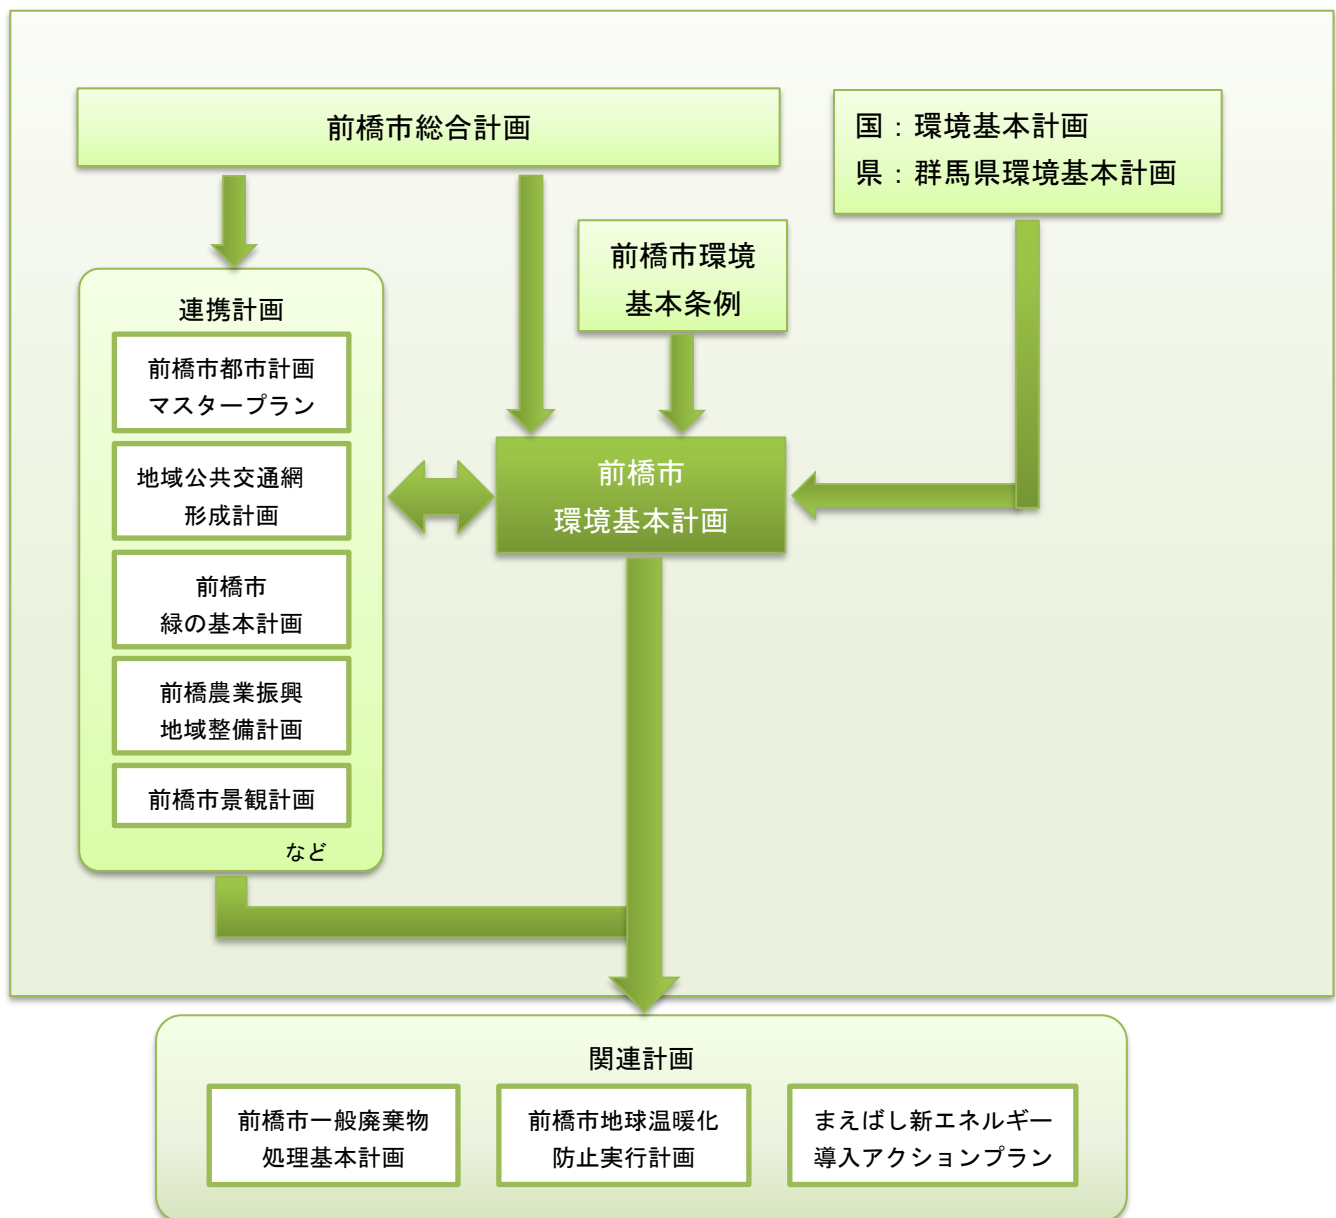 前橋市総合計画
国：環境基本計画
県：群馬県環境基本計画
前橋市環境
基本条例
連携計画
前橋市都市計画
マスタープラン
地域公共交通網
形成計画
前橋市
緑の基本計画
前橋農業振興
地域整備計画
前橋市景観計画
など
前橋市
環境基本計画
関連計画
前橋市一般廃棄物
処理基本計画
前橋市地球温暖化
防止実行計画
まえばし新エネルギー
導入アクションプラン